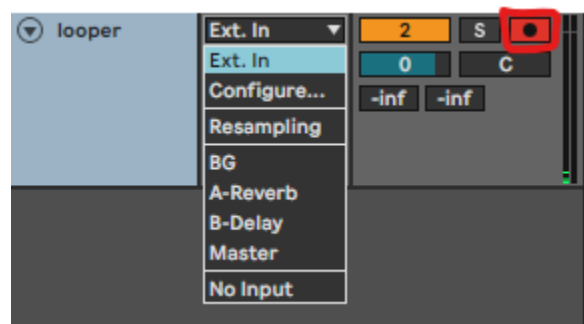 looper
Ext. In
2
S
Ext. In
0
C
Configure...
-inf
-inf
Resampling
BG
A-Reverb
B-Delay
Master
No Input